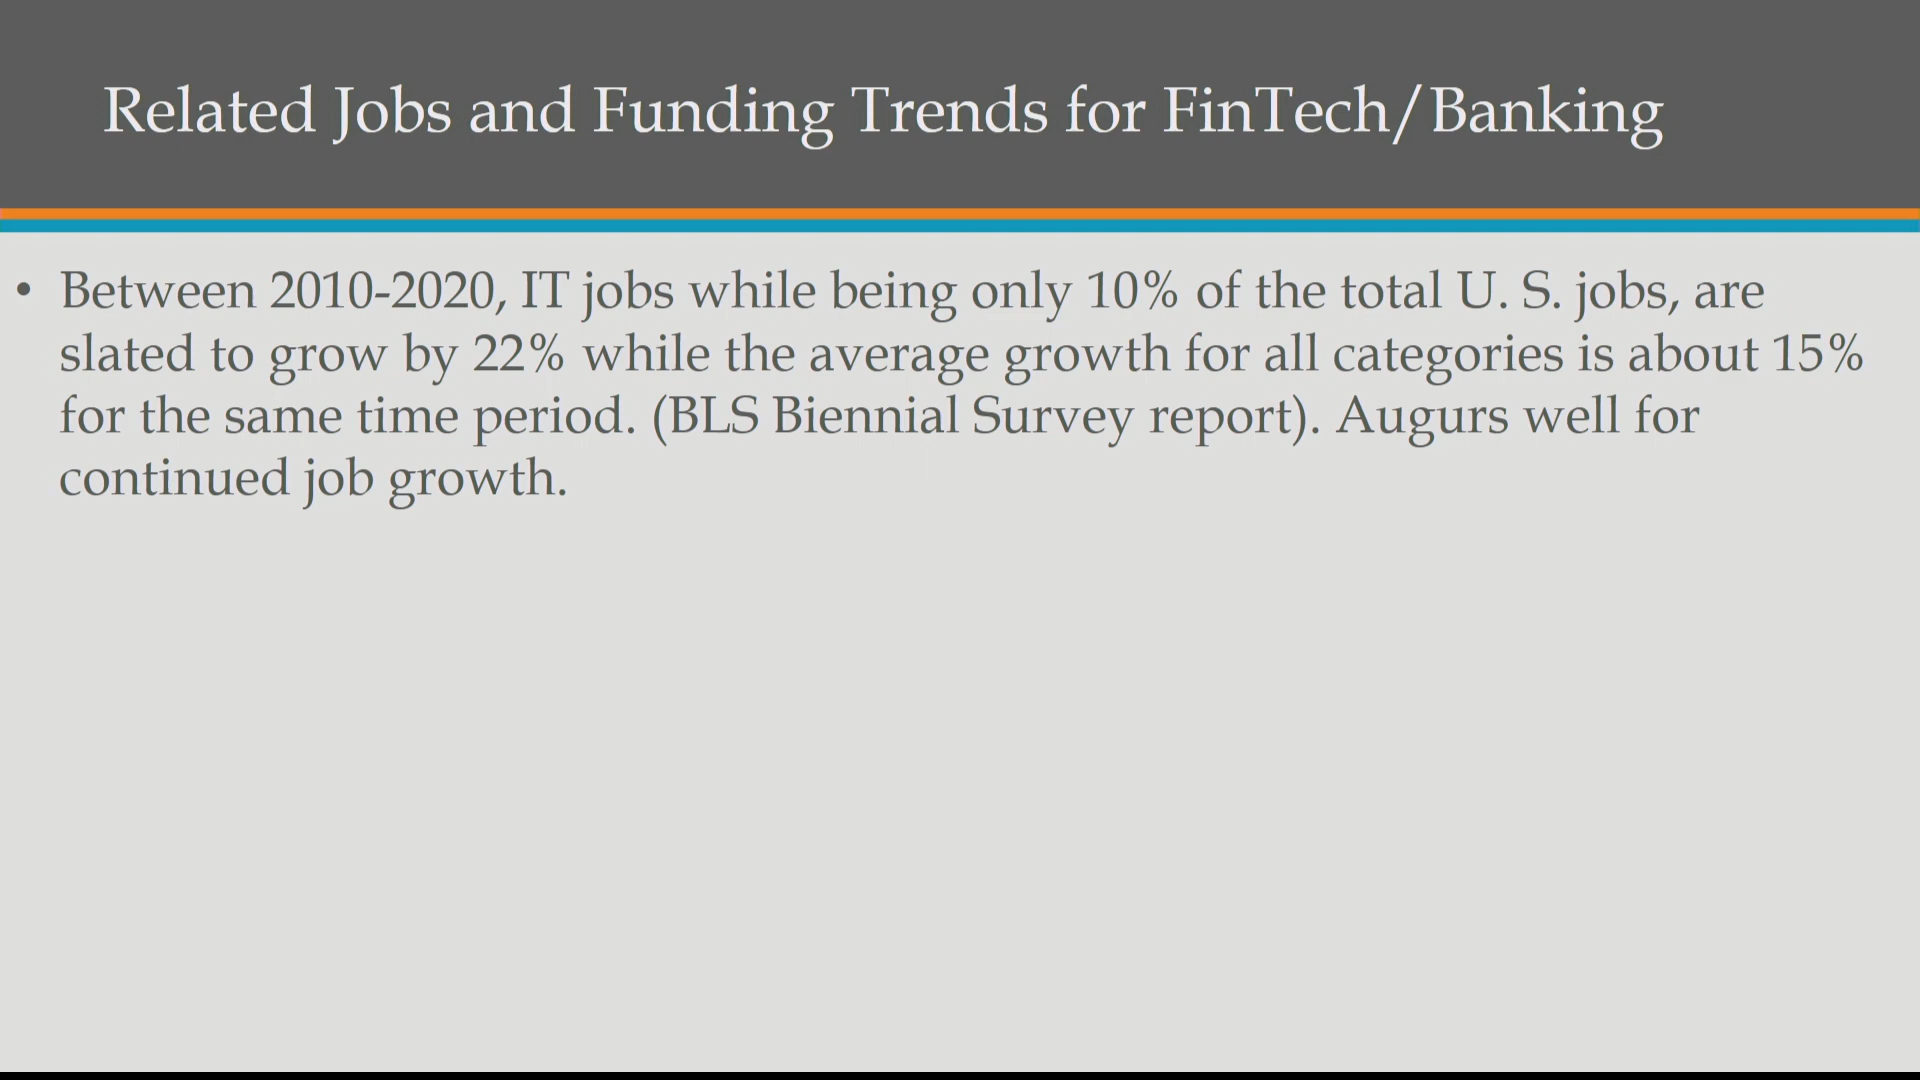 Related Jobs and Funding Trends for FinTech/Banking
• Between 2010-2020, IT jobs while being only 10% of the total U. S. jobs, are
slated to grow by 22% while the average growth for all categories is about 15%
for the same time period. (BLS Biennial Survey report). Augurs well for
continued job growth.